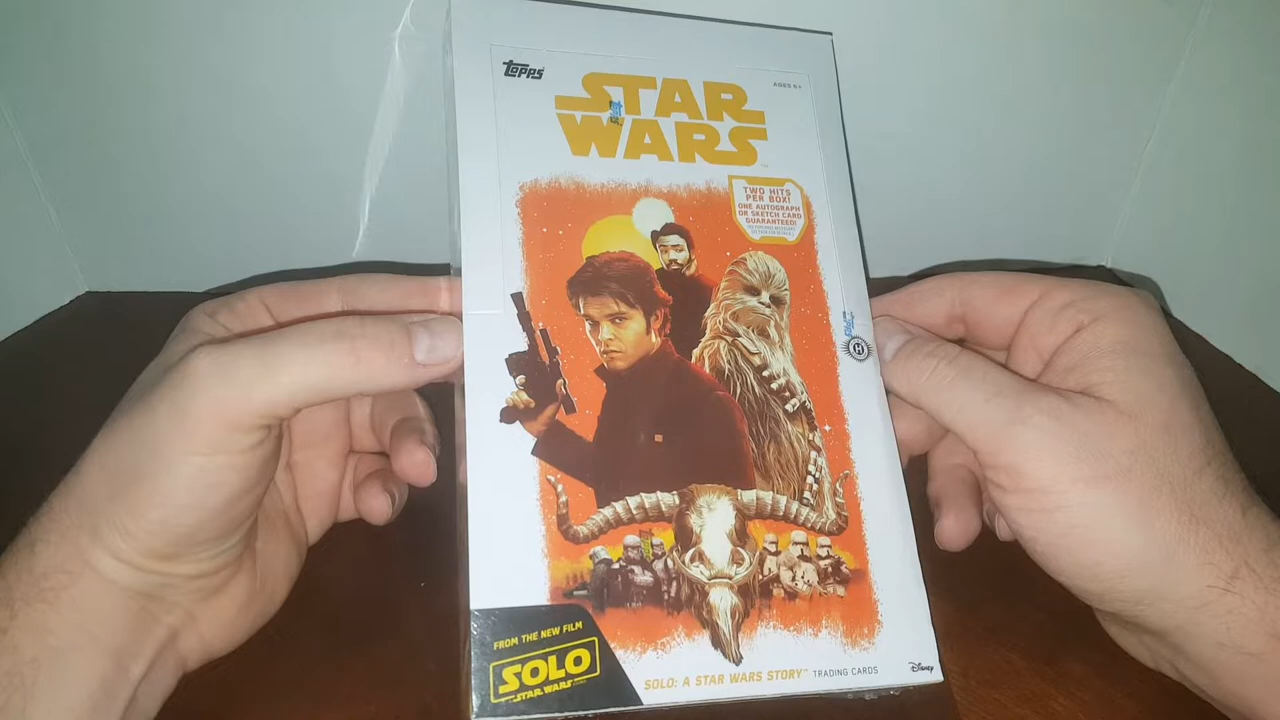 topps
AGES 6+
STAR
WARS
TWO HITS
PER BOX!
ONE AUTOGRAPH
OR SKETCH CARD
GUARANTEED!
FROM THE NEW FILM
SOLO
STAR WARS
SOLO: A STAR WARS STORY™ TRADING CARDS
Disney